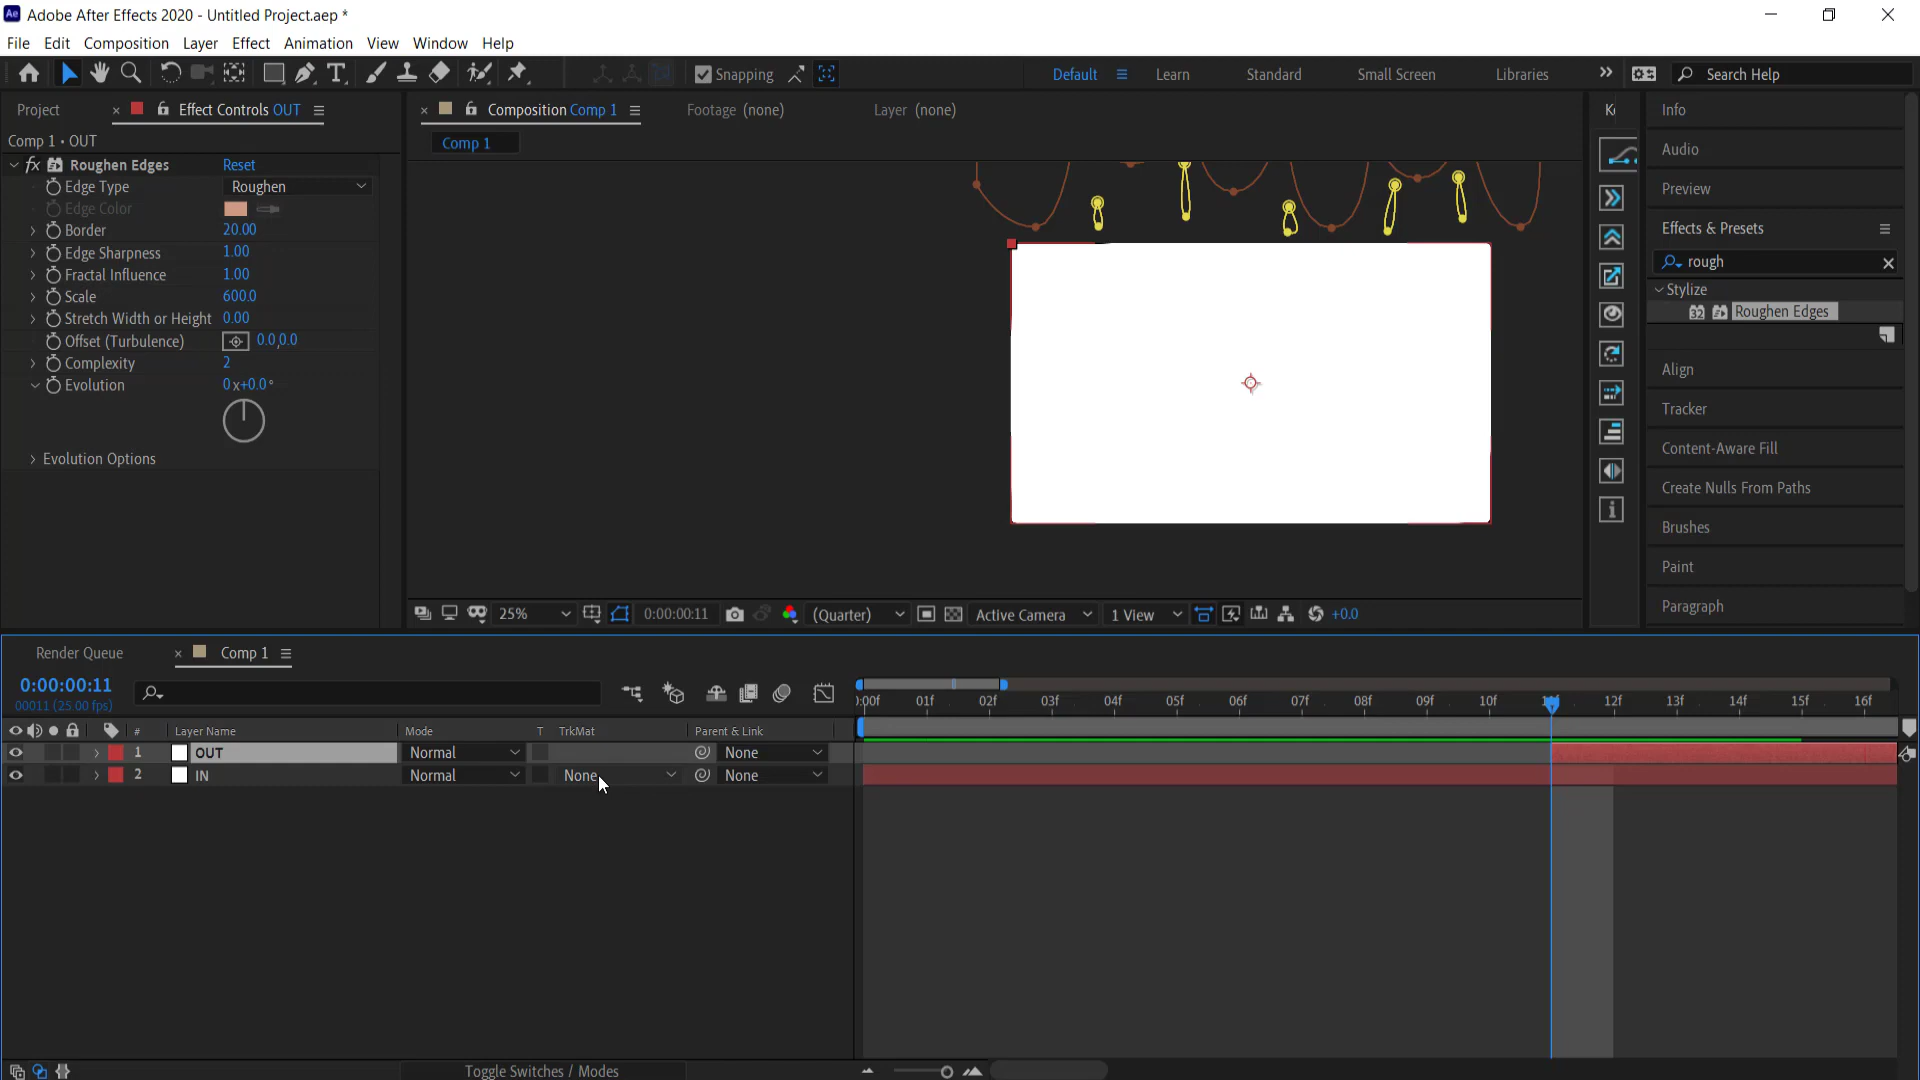 Adobe After Effects 2020 - Untitled Project.aep *
File Edit Composition Layer Effect Animation View Window Help
Snapping Default Learn Standard Small Screen Libraries Search Help
Project Effect Controls OUT
Composition Comp 1 Footage (none) Layer (none)
Comp 1 • OUT
Comp 1
Roughen Edges Reset
Edge Type Roughen
Edge Color
Border 20.00
Edge Sharpness 1.00
Fractal Influence 1.00
Scale 600.0
Stretch Width or Height 0.00
Offset (Turbulence) 0.0,0.0
Complexity 2
Evolution 0x+0.0°
Evolution Options
Info
Audio
Preview
Effects & Presets
rough
Stylize
32 Roughen Edges
Align
Tracker
Content-Aware Fill
Create Nulls From Paths
Brushes
Paint
Paragraph
25% 0:00:00:11 (Quarter) Active Camera 1 View +0.0
Render Queue Comp 1
0:00:00:11
00011 (25.00 fps)
:00f 01f 02f 03f 04f 05f 06f 07f 08f 09f 10f 12f 13f 14f 15f 16f
# Layer Name Mode T TrkMat Parent & Link
1 OUT Normal None
2 IN Normal None None
Toggle Switches / Modes